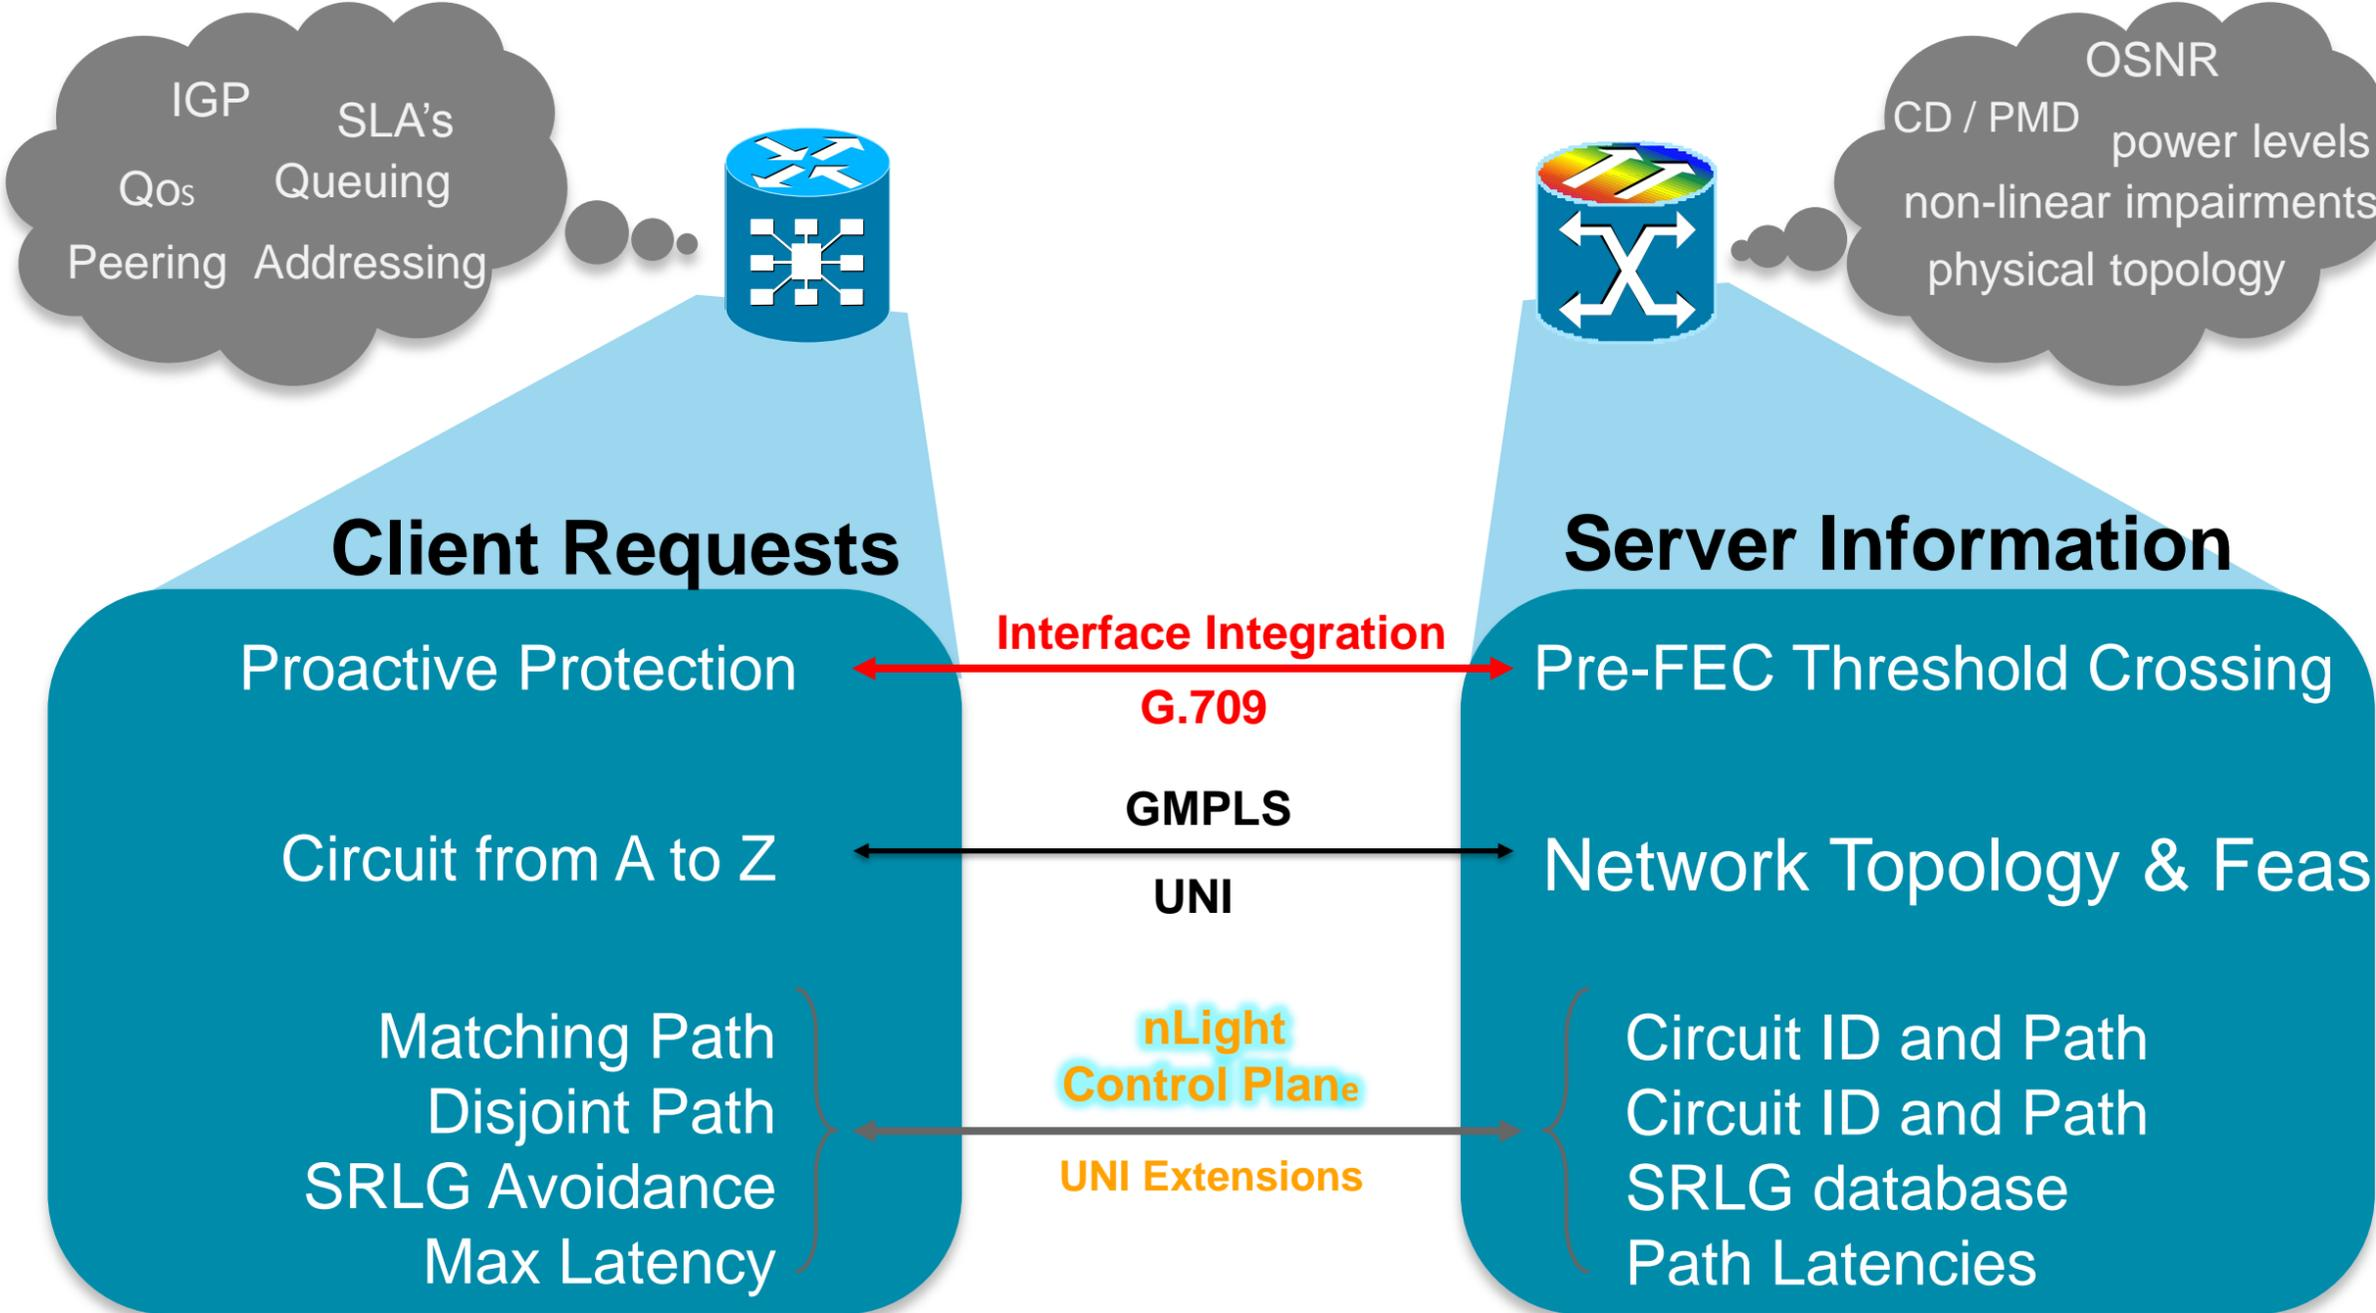 IGP
SLA's
Qos
Queuing
Peering
Addressing
OSNR
CD / PMD
power levels
non-linear impairments
physical topology
Client Requests
Server Information
Proactive Protection
Interface Integration
G.709
Pre-FEC Threshold Crossing
Circuit from A to Z
GMPLS
UNI
Network Topology & Feas
Matching Path
Disjoint Path
SRLG Avoidance
Max Latency
nLight
Control Plane
UNI Extensions
Circuit ID and Path
Circuit ID and Path
SRLG database
Path Latencies